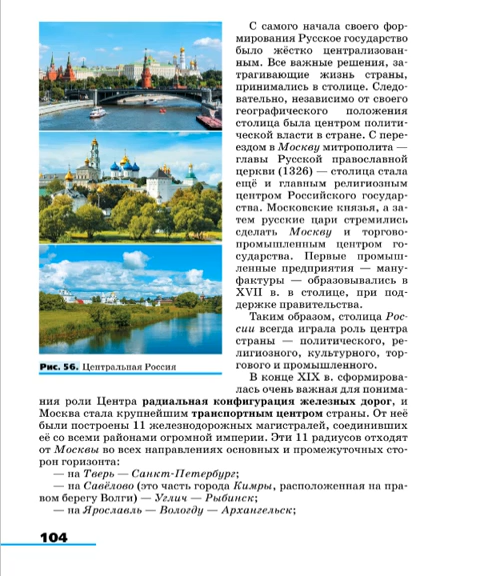 С самого начала своего фор-
мирования Русское государство
было жёстко централизован-
ным. Все важные решения, за-
трагивающие жизнь страны,
принимались в столице. Следо-
вательно, независимо от своего
географического положения
столица была центром полити-
ческой власти в стране. С пере-
ездом в Москву митрополита —
главы Русской православной
церкви (1326) — столица стала
ещё и главным религиозным
центром Российского государ-
ства. Московские князья, а за-
тем русские цари стремились
сделать Москву и торгово-
промышленным центром го-
сударства. Первые промыш-
ленные предприятия — ману-
фактуры — образовывались в
XVII в. в столице, при под-
держке правительства.
Таким образом, столица Рос-
сии всегда играла роль центра
страны — политического, ре-
лигиозного, культурного, тор-
гового и промышленного.
Рис. 56. Центральная Россия
В конце XIX в. сформирова-
лась очень важная для понима-
ния роли Центра радиальная конфигурация железных дорог, и
Москва стала крупнейшим транспортным центром страны. От неё
были построены 11 железнодорожных магистралей, соединивших
её со всеми районами огромной империи. Эти 11 радиусов отходят
от Москвы во всех направлениях основных и промежуточных сто-
рон горизонта:
— на Тверь — Санкт-Петербург;
— на Савёлово (это часть города Кимры, расположенная на пра-
вом берегу Волги) — Углич — Рыбинск;
— на Ярославль — Вологду — Архангельск;
104